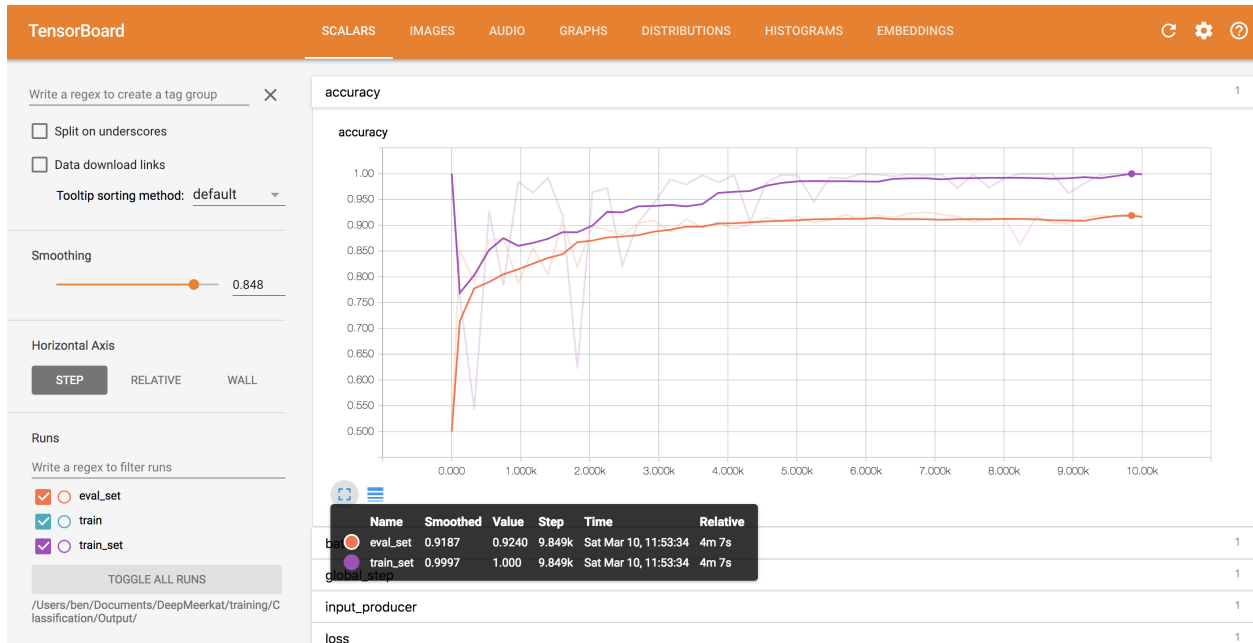 TensorBoard
SCALARS IMAGES AUDIO GRAPHS DISTRIBUTIONS HISTOGRAMS EMBEDDINGS
Write a regex to create a tag group
Split on underscores
Data download links
Tooltip sorting method: default
Smoothing
0.848
Horizontal Axis
STEP RELATIVE WALL
Runs
Write a regex to filter runs
eval_set
train
train_set
TOGGLE ALL RUNS
/Users/ben/Documents/DeepMeerkat/training/C
lassification/Output/
accuracy 1
accuracy
1.00
0.950
0.900
0.850
0.800
0.750
0.700
0.650
0.600
0.550
0.500
0.000 1.000k 2.000k 3.000k 4.000k 5.000k 6.000k 7.000k 8.000k 9.000k 10.00k
Name Smoothed Value Step Time Relative
eval_set 0.9187 0.9240 9.849k Sat Mar 10, 11:53:34 4m 7s
train_set 0.9997 1.000 9.849k Sat Mar 10, 11:53:34 4m 7s
1
global_step 1
input_producer 1
loss 1